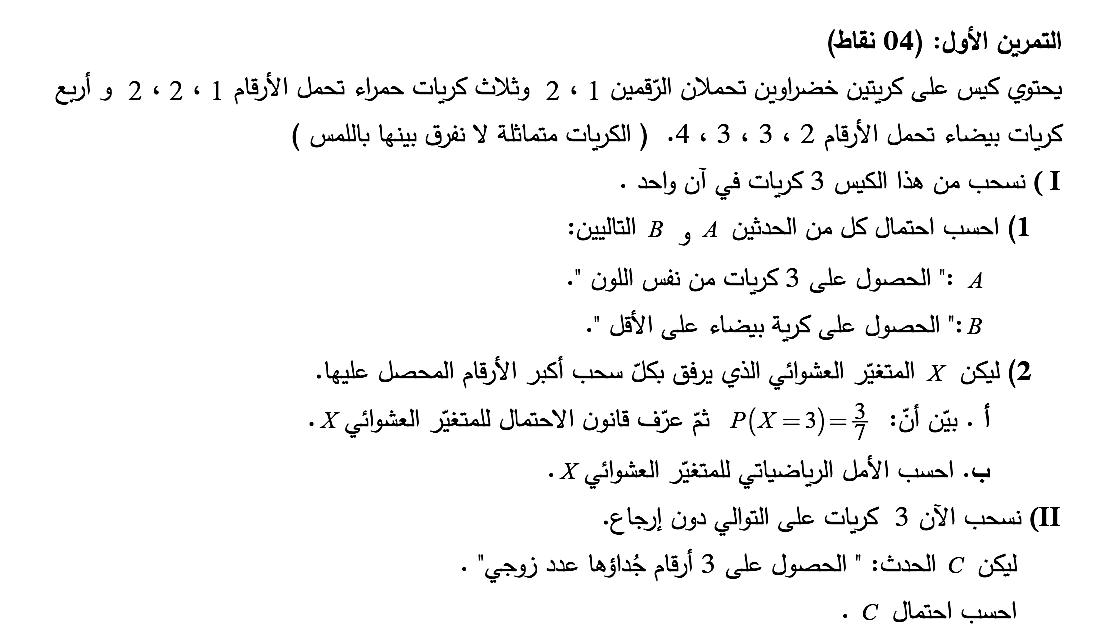 التمرين الأول: (04 نقاط)
يحتوي كيس على كريتين خضراوين تحملان الرّقمين 1 ، 2 وثلاث كريات حمراء تحمل الأرقام 1 ، 2 ، 2 و أربع
كريات بيضاء تحمل الأرقام 2 ، 3 ، 3 ، 4. ( الكريات متماثلة لا نفرق بينها باللمس )
I ) نسحب من هذا الكيس 3 كريات في آن واحد .
1) احسب احتمال كل من الحدثين A و B التاليين:
A :" الحصول على 3 كريات من نفس اللون ".
B :" الحصول على كرية بيضاء على الأقل ".
2) ليكن X المتغيّر العشوائي الذي يرفق بكلّ سحب أكبر الأرقام المحصل عليها.
أ . بيّن أنّ: P(X=3)=3/7 ثمّ عرّف قانون الاحتمال للمتغيّر العشوائي X .
ب. احسب الأمل الرياضياتي للمتغيّر العشوائي X .
II) نسحب الآن 3 كريات على التوالي دون إرجاع.
ليكن C الحدث: " الحصول على 3 أرقام جُداؤها عدد زوجي" .
احسب احتمال C .